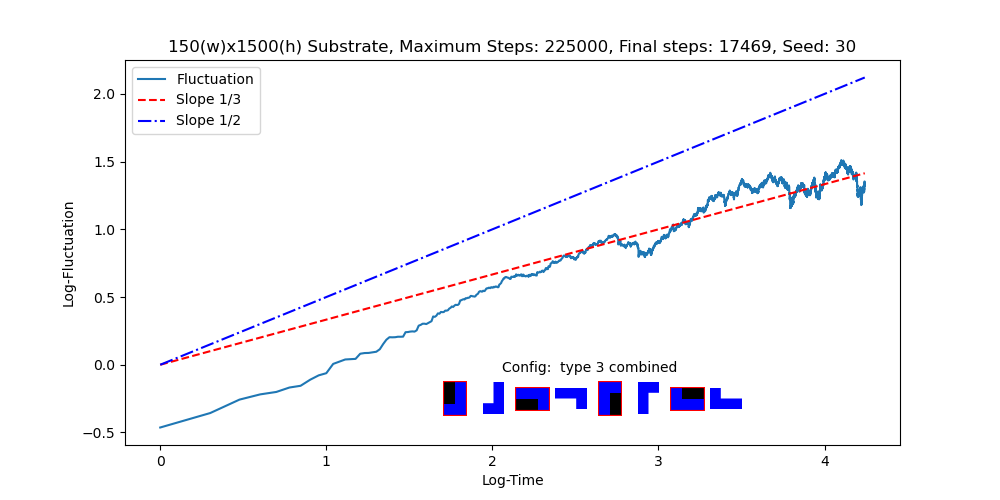 150(w)x1500(h) Substrate, Maximum Steps: 225000, Final steps: 17469, Seed: 30
Fluctuation
Slope 1/3
Slope 1/2
2.0
1.5
1.0
0.5
0.0
−0.5
Log-Fluctuation
Config:  type 3 combined
0 1 2 3 4
Log-Time